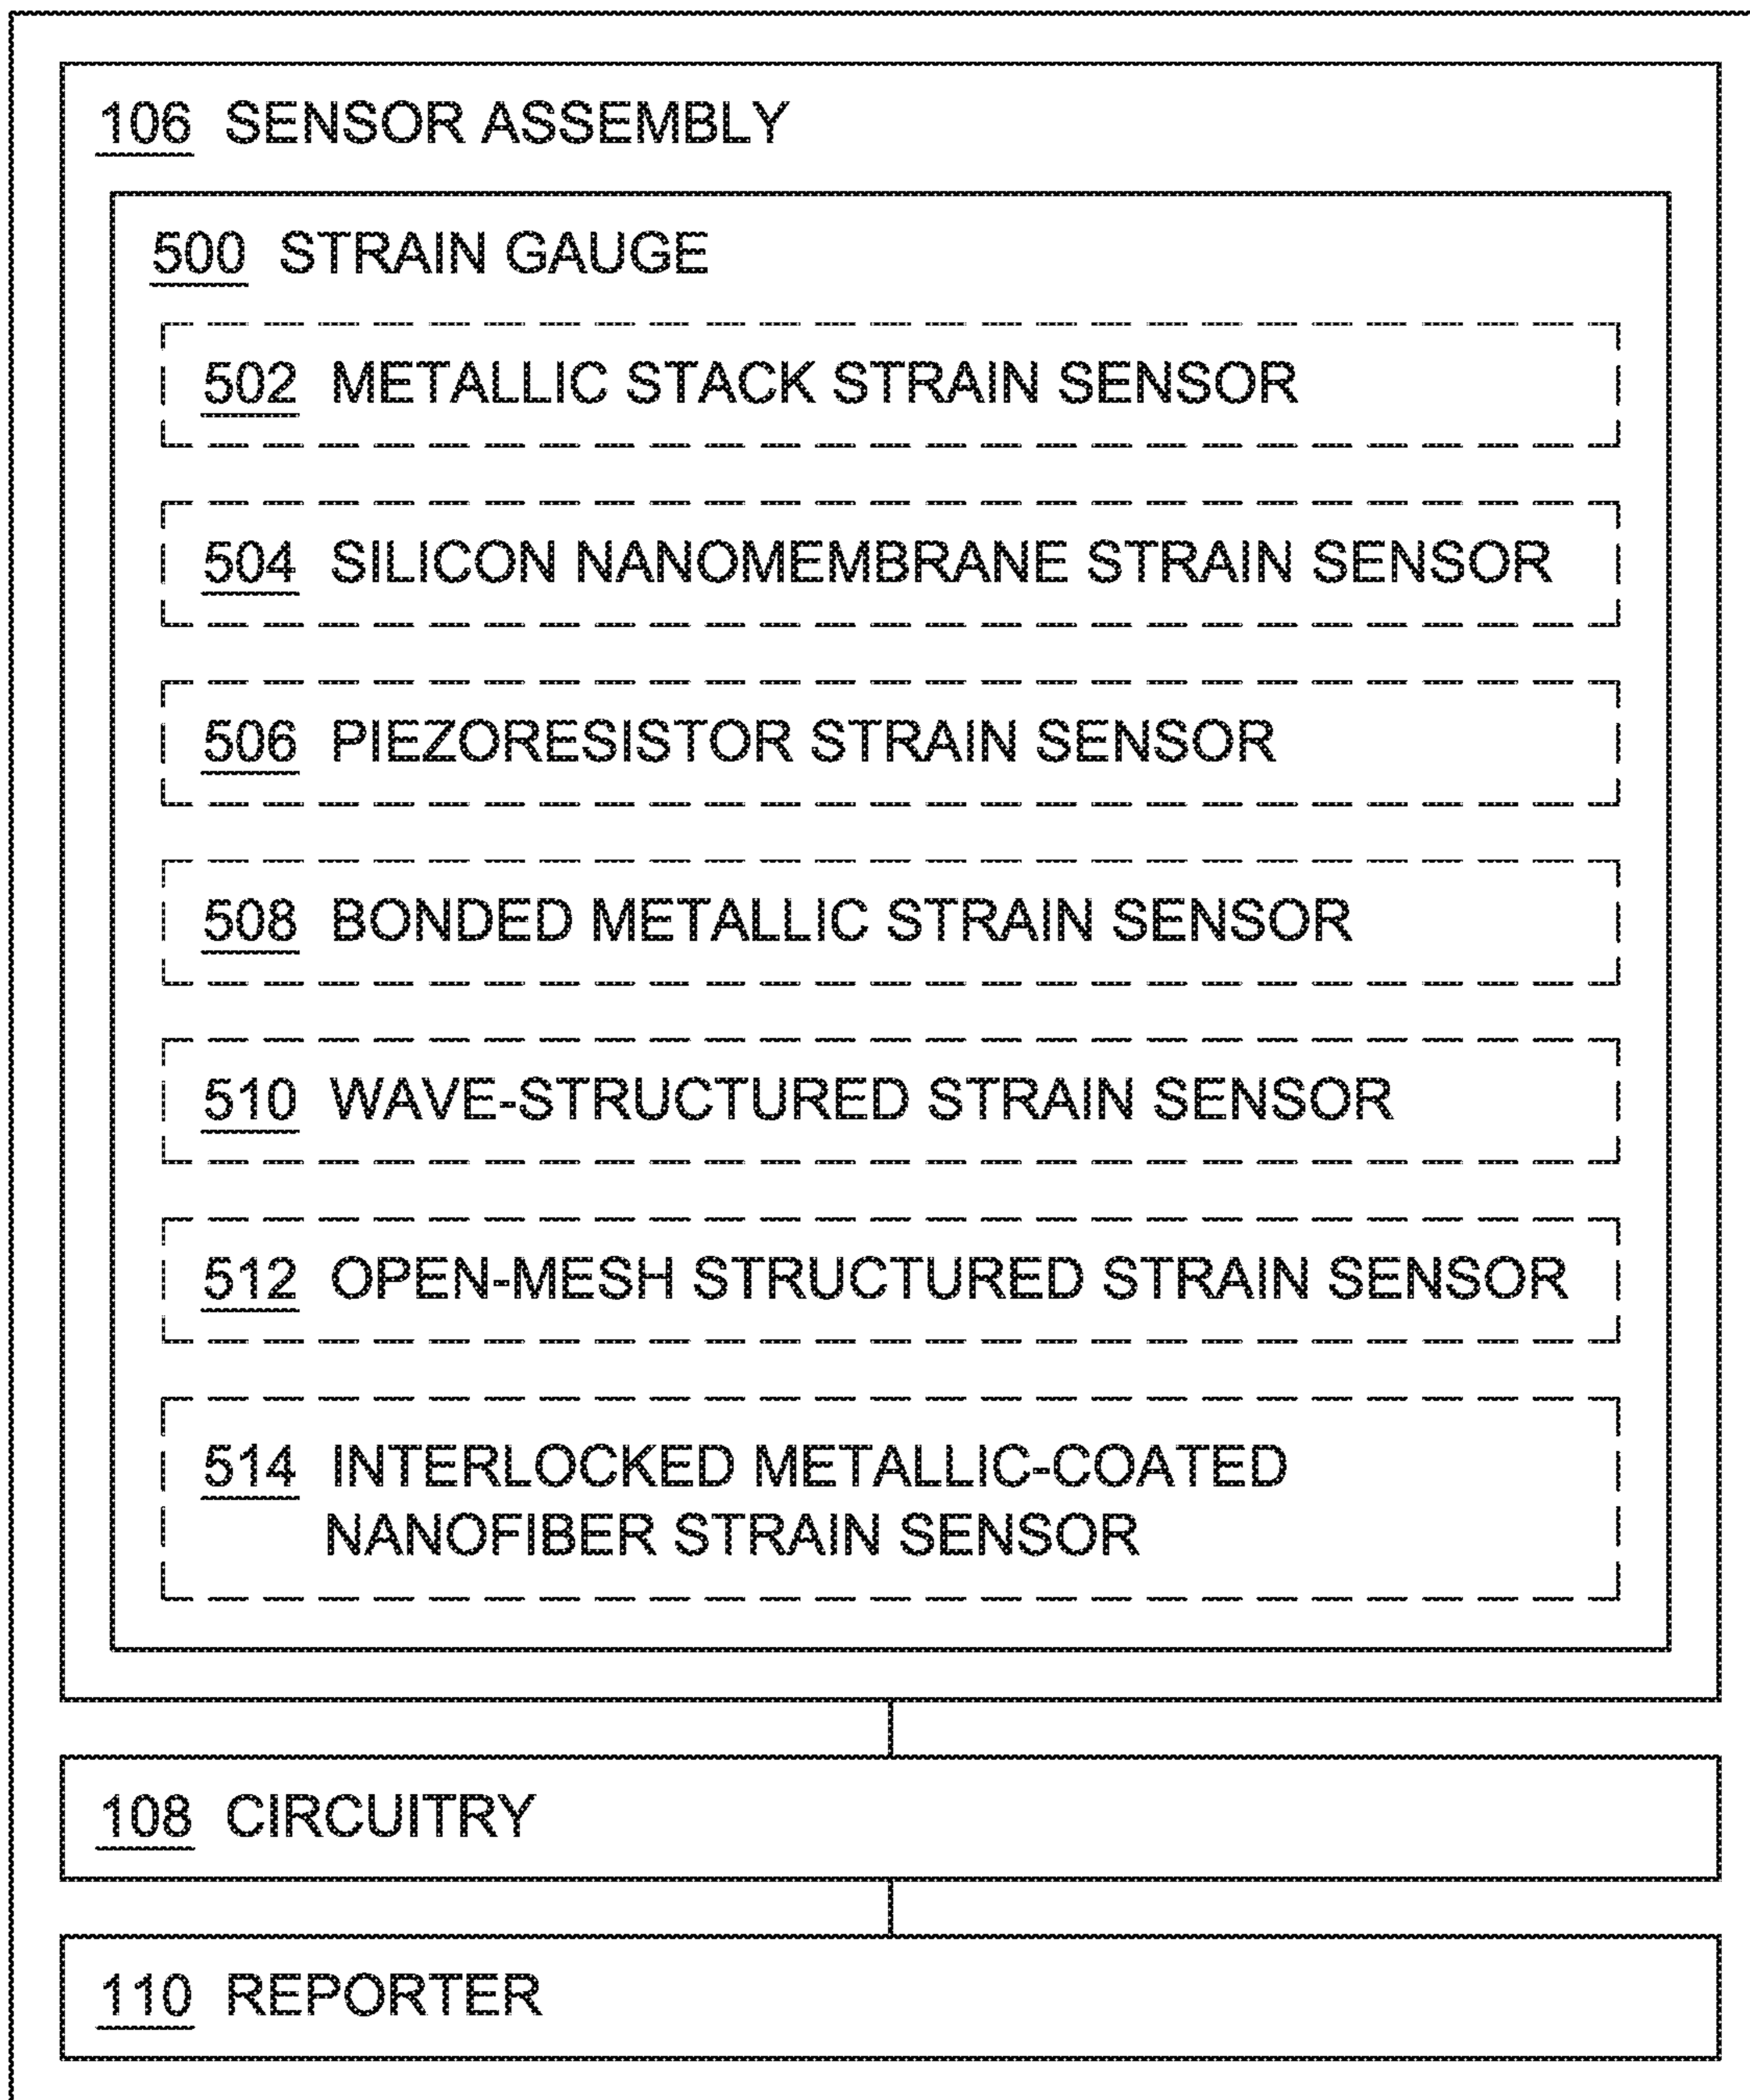 106 SENSOR ASSEMBLY
500 STRAIN GAUGE
502 METALLIC STACK STRAIN SENSOR
504 SILICON NANOMEMBRANE STRAIN SENSOR
506 PIEZORESISTOR STRAIN SENSOR
508 BONDED METALLIC STRAIN SENSOR
510 WAVE-STRUCTURED STRAIN SENSOR
512 OPEN-MESH STRUCTURED STRAIN SENSOR
514 INTERLOCKED METALLIC-COATED
NANOFIBER STRAIN SENSOR
108 CIRCUITRY
110 REPORTER